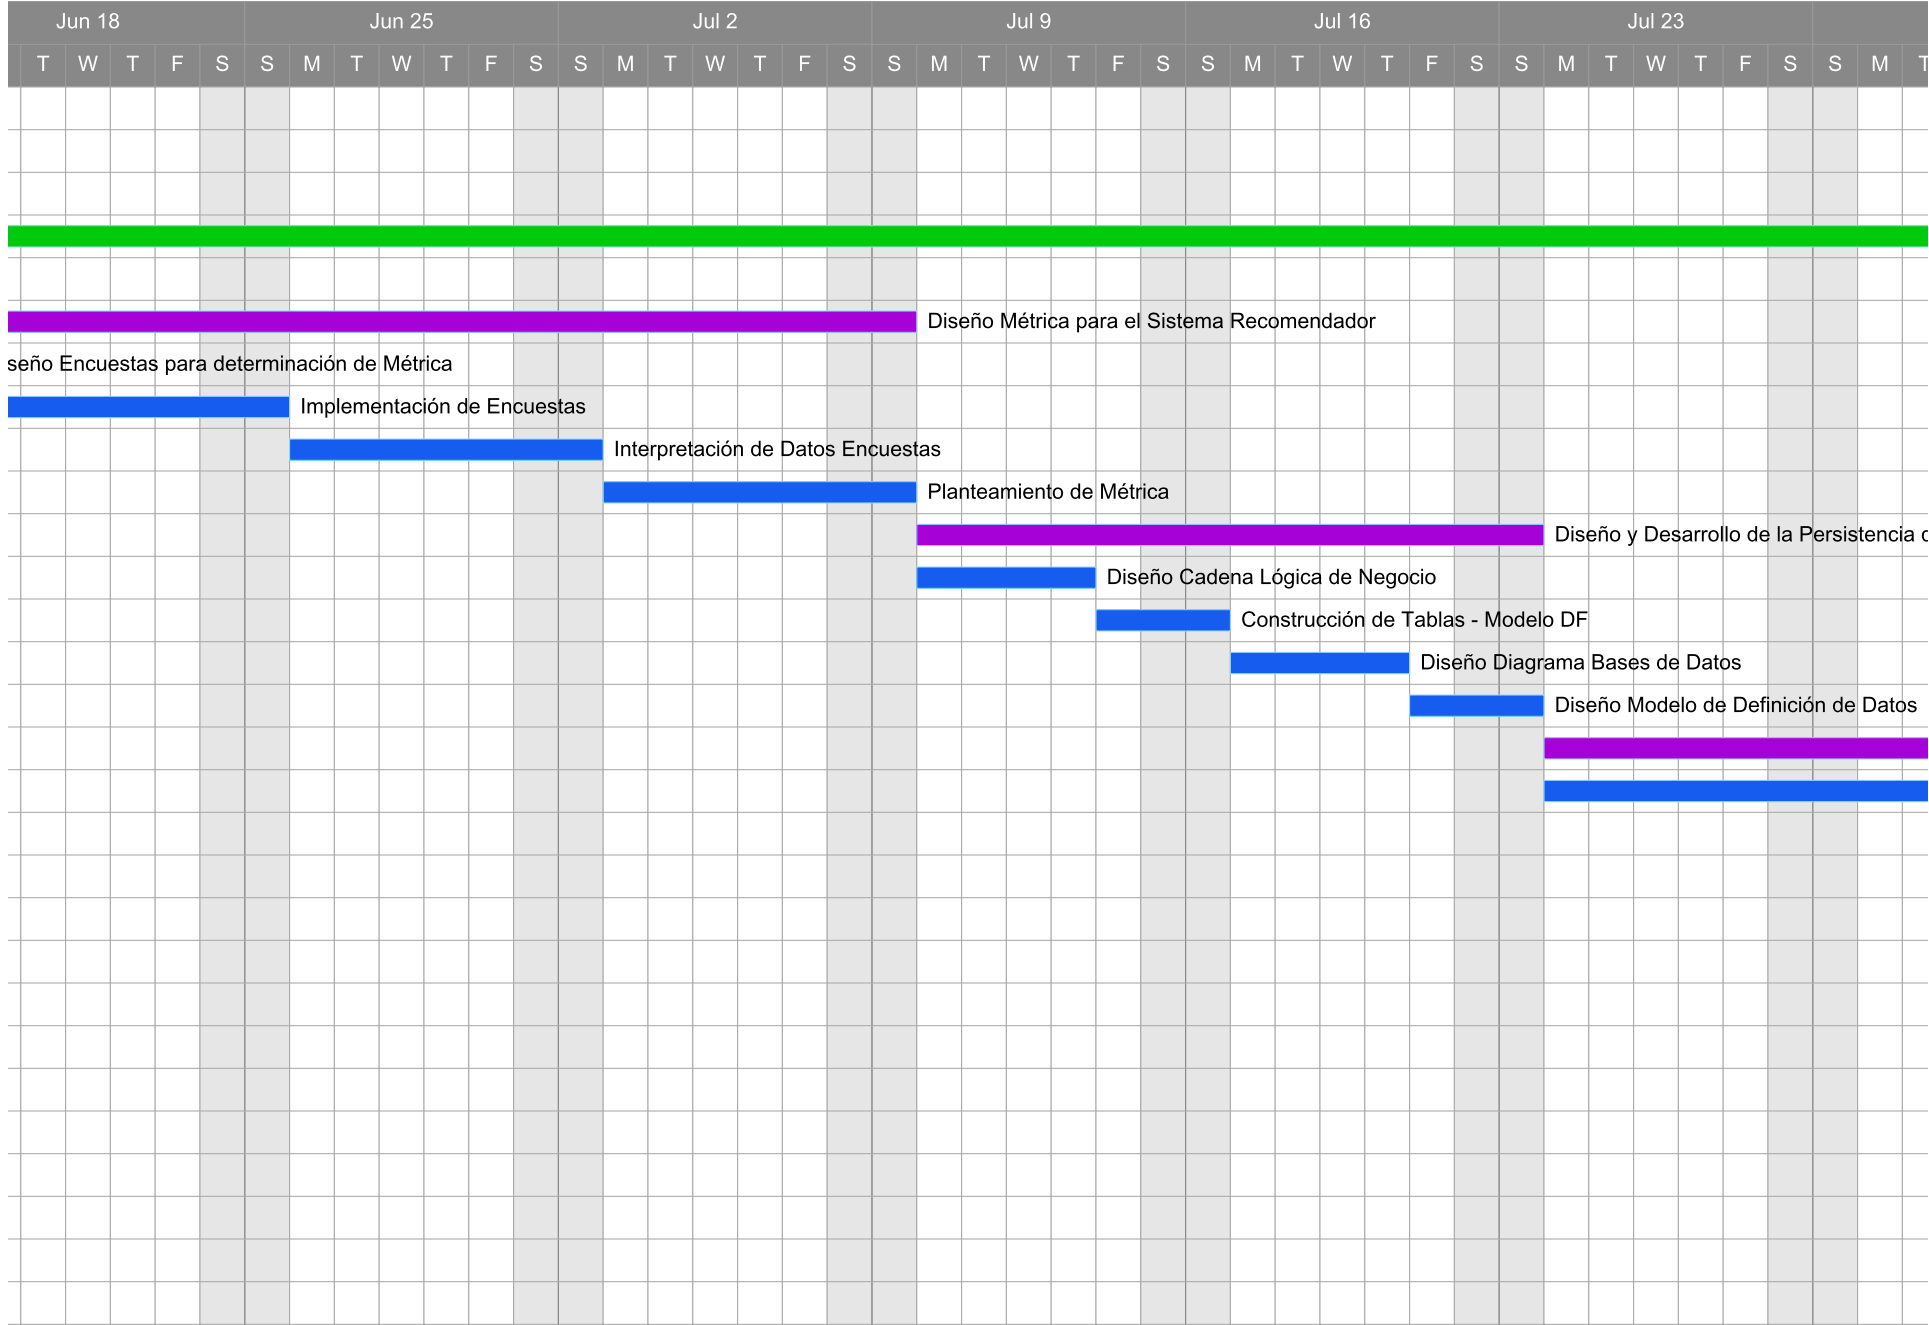 Jun 18 Jun 25 Jul 2 Jul 9 Jul 16 Jul 23
T W T F S S M T W T F S S M T W T F S S M T W T F S S M T W T F S S M T W T F S S M T
Diseño Métrica para el Sistema Recomendador
Encuestas para determinación de Métrica
Implementación de Encuestas
Interpretación de Datos Encuestas
Planteamiento de Métrica
Diseño y Desarrollo de la Persistencia
Diseño Cadena Lógica de Negocio
Construcción de Tablas - Modelo DF
Diseño Diagrama Bases de Datos
Diseño Modelo de Definición de Datos